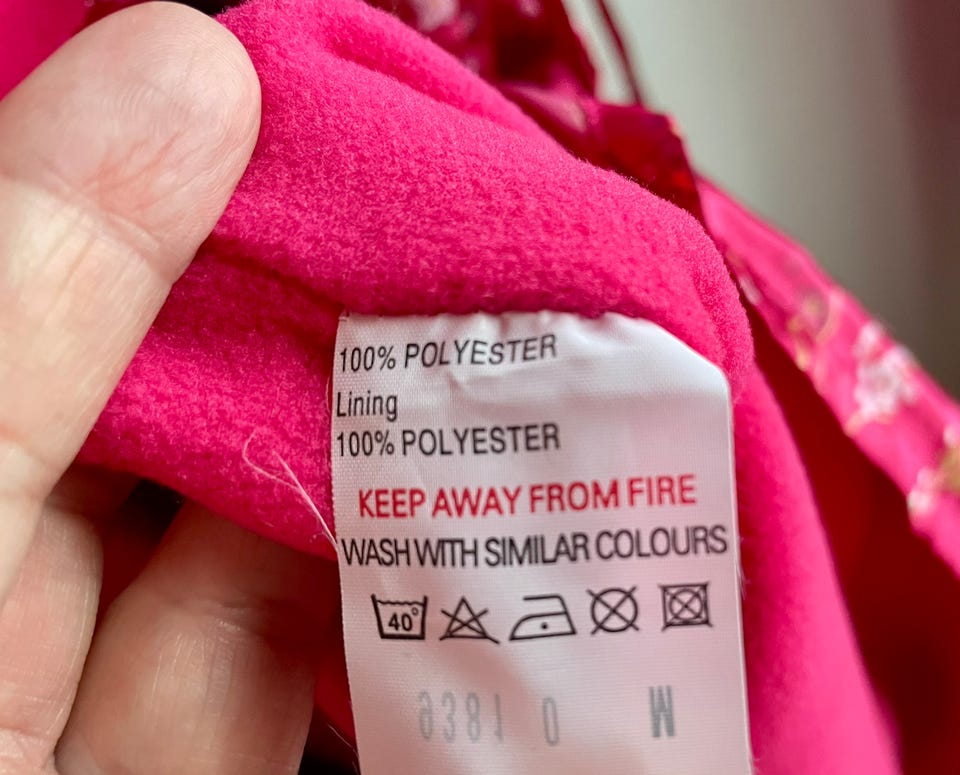 100% POLYESTER
Lining
100% POLYESTER
KEEP AWAY FROM FIRE
WASH WITH SIMILAR COLOURS
40°